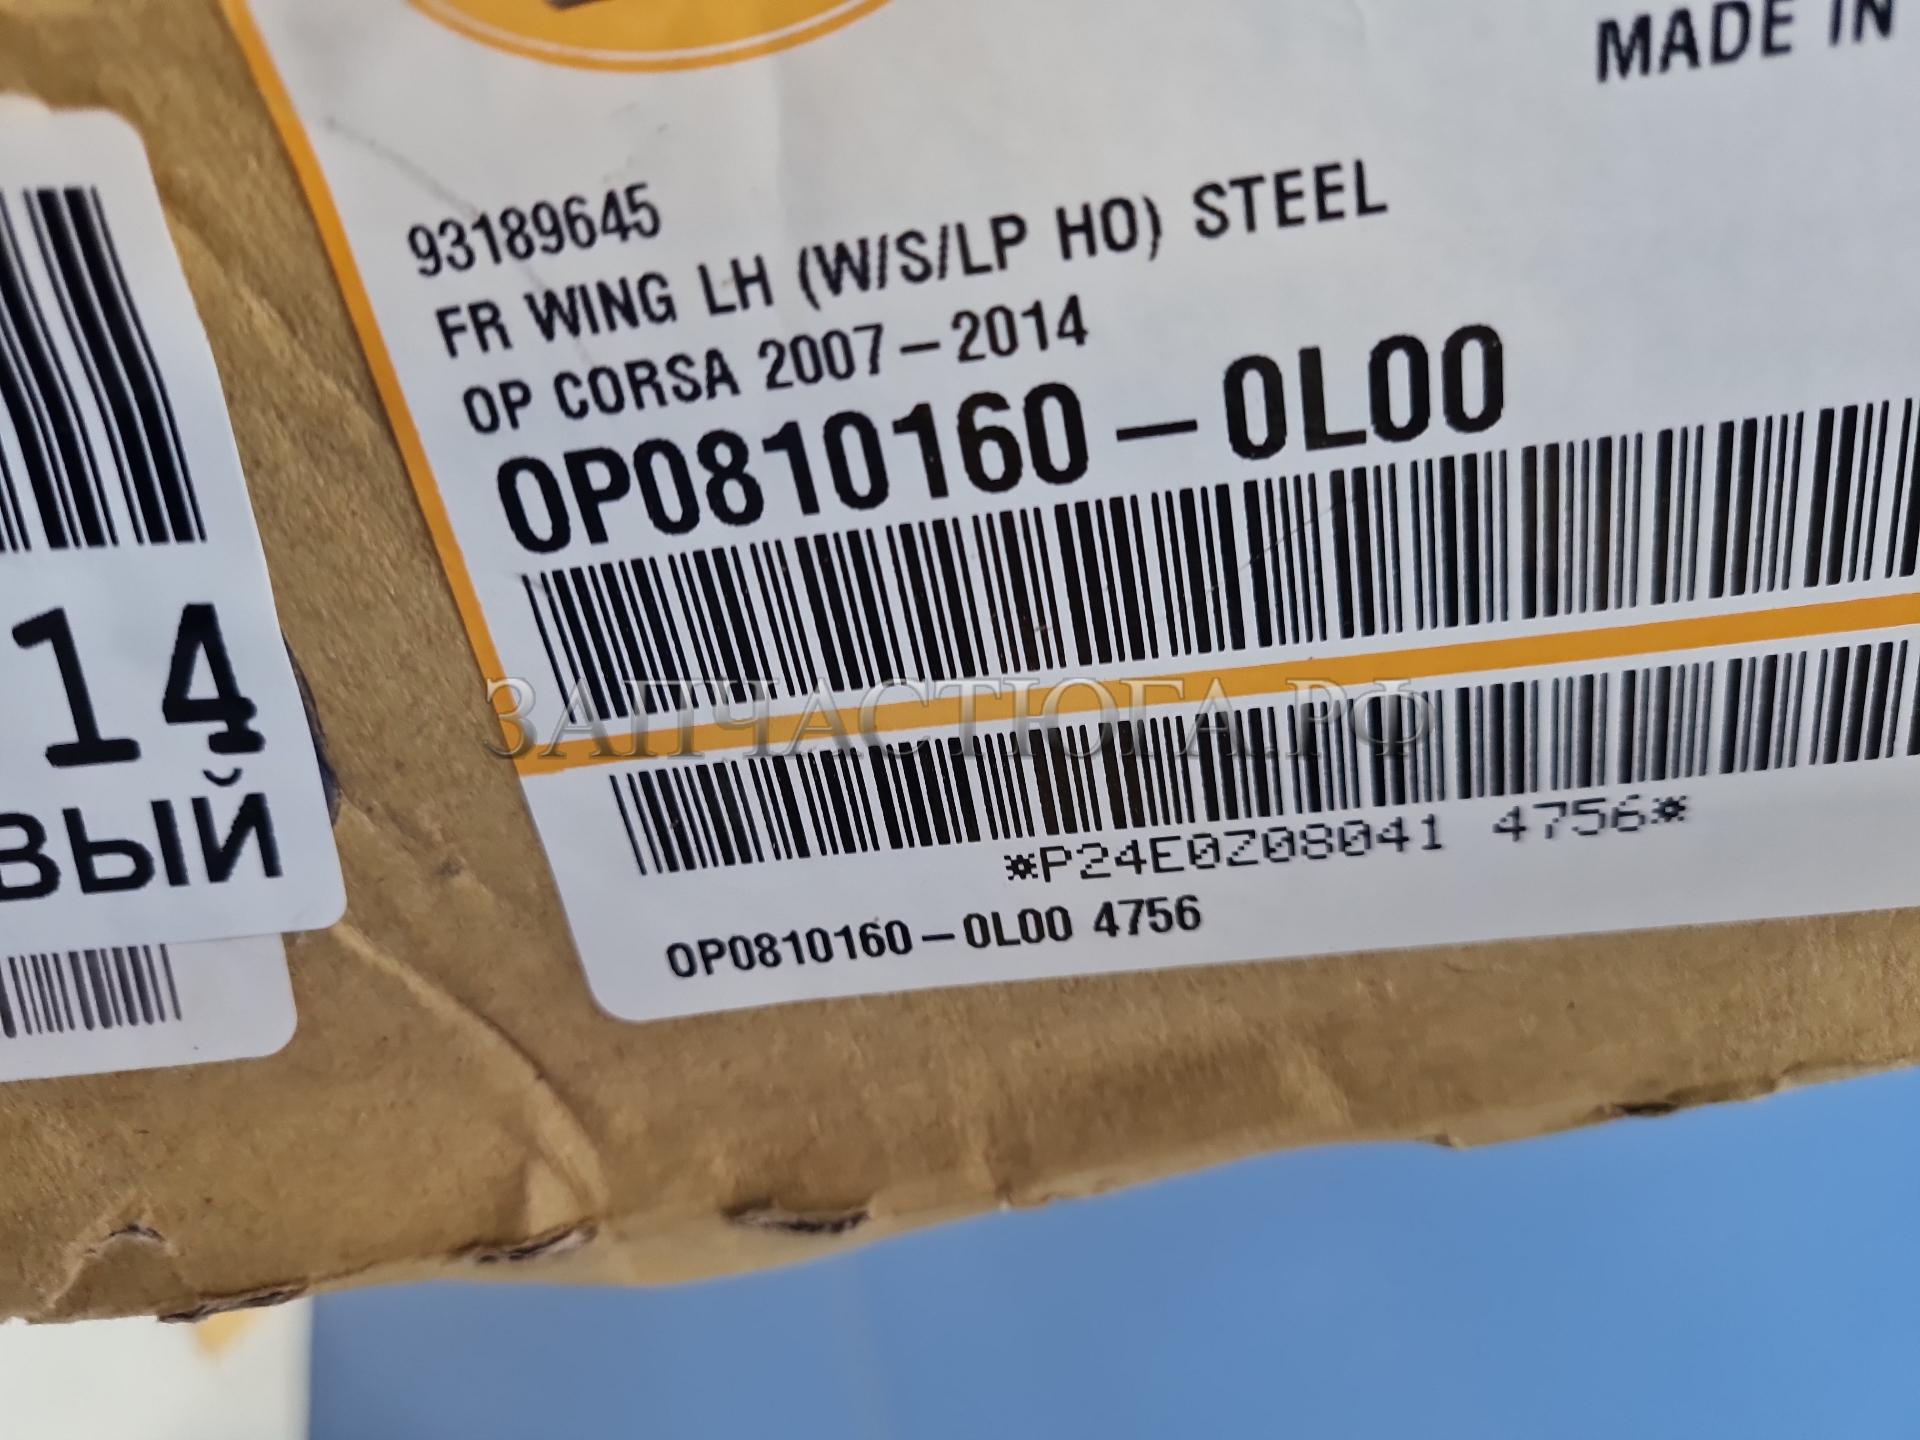 MADE IN
93189645
FR WING LH (W/S/LP HO) STEEL
OP CORSA 2007-2014
OP0810160-0L00
ЗАПЧАСТЮГА.РФ
*P24E0Z08041 4756*
OP0810160-0L00 4756
14
вый